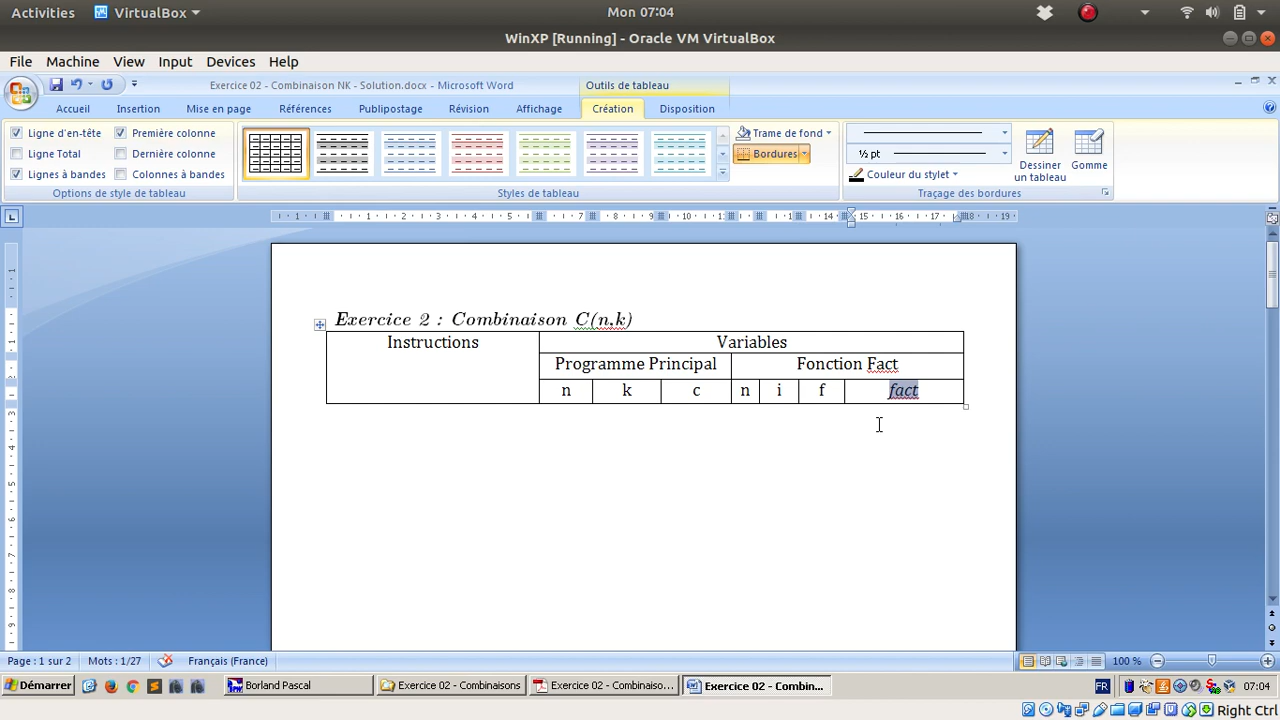 Activities VirtualBox Mon 07:04
WinXP [Running] - Oracle VM VirtualBox
File Machine View Input Devices Help
Exercice 02 - Combinaison NK - Solution.docx - Microsoft Word Outils de tableau
Accueil Insertion Mise en page Références Publipostage Révision Affichage Création Disposition
Ligne d'en-tête Première colonne Trame de fond
Ligne Total Dernière colonne Bordures ½ pt
Lignes à bandes Colonnes à bandes Couleur du stylet Dessiner un tableau Gomme
Options de style de tableau Styles de tableau Traçage des bordures
Exercice 2 : Combinaison C(n,k)
Instructions Variables
Programme Principal Fonction Fact
n k c n i f fact
Page : 1 sur 2 Mots : 1/27 Français (France) 100 %
Démarrer Borland Pascal Exercice 02 - Combinaisons Exercice 02 - Combinaiso... Exercice 02 - Combin... FR 07:04
Right Ctrl